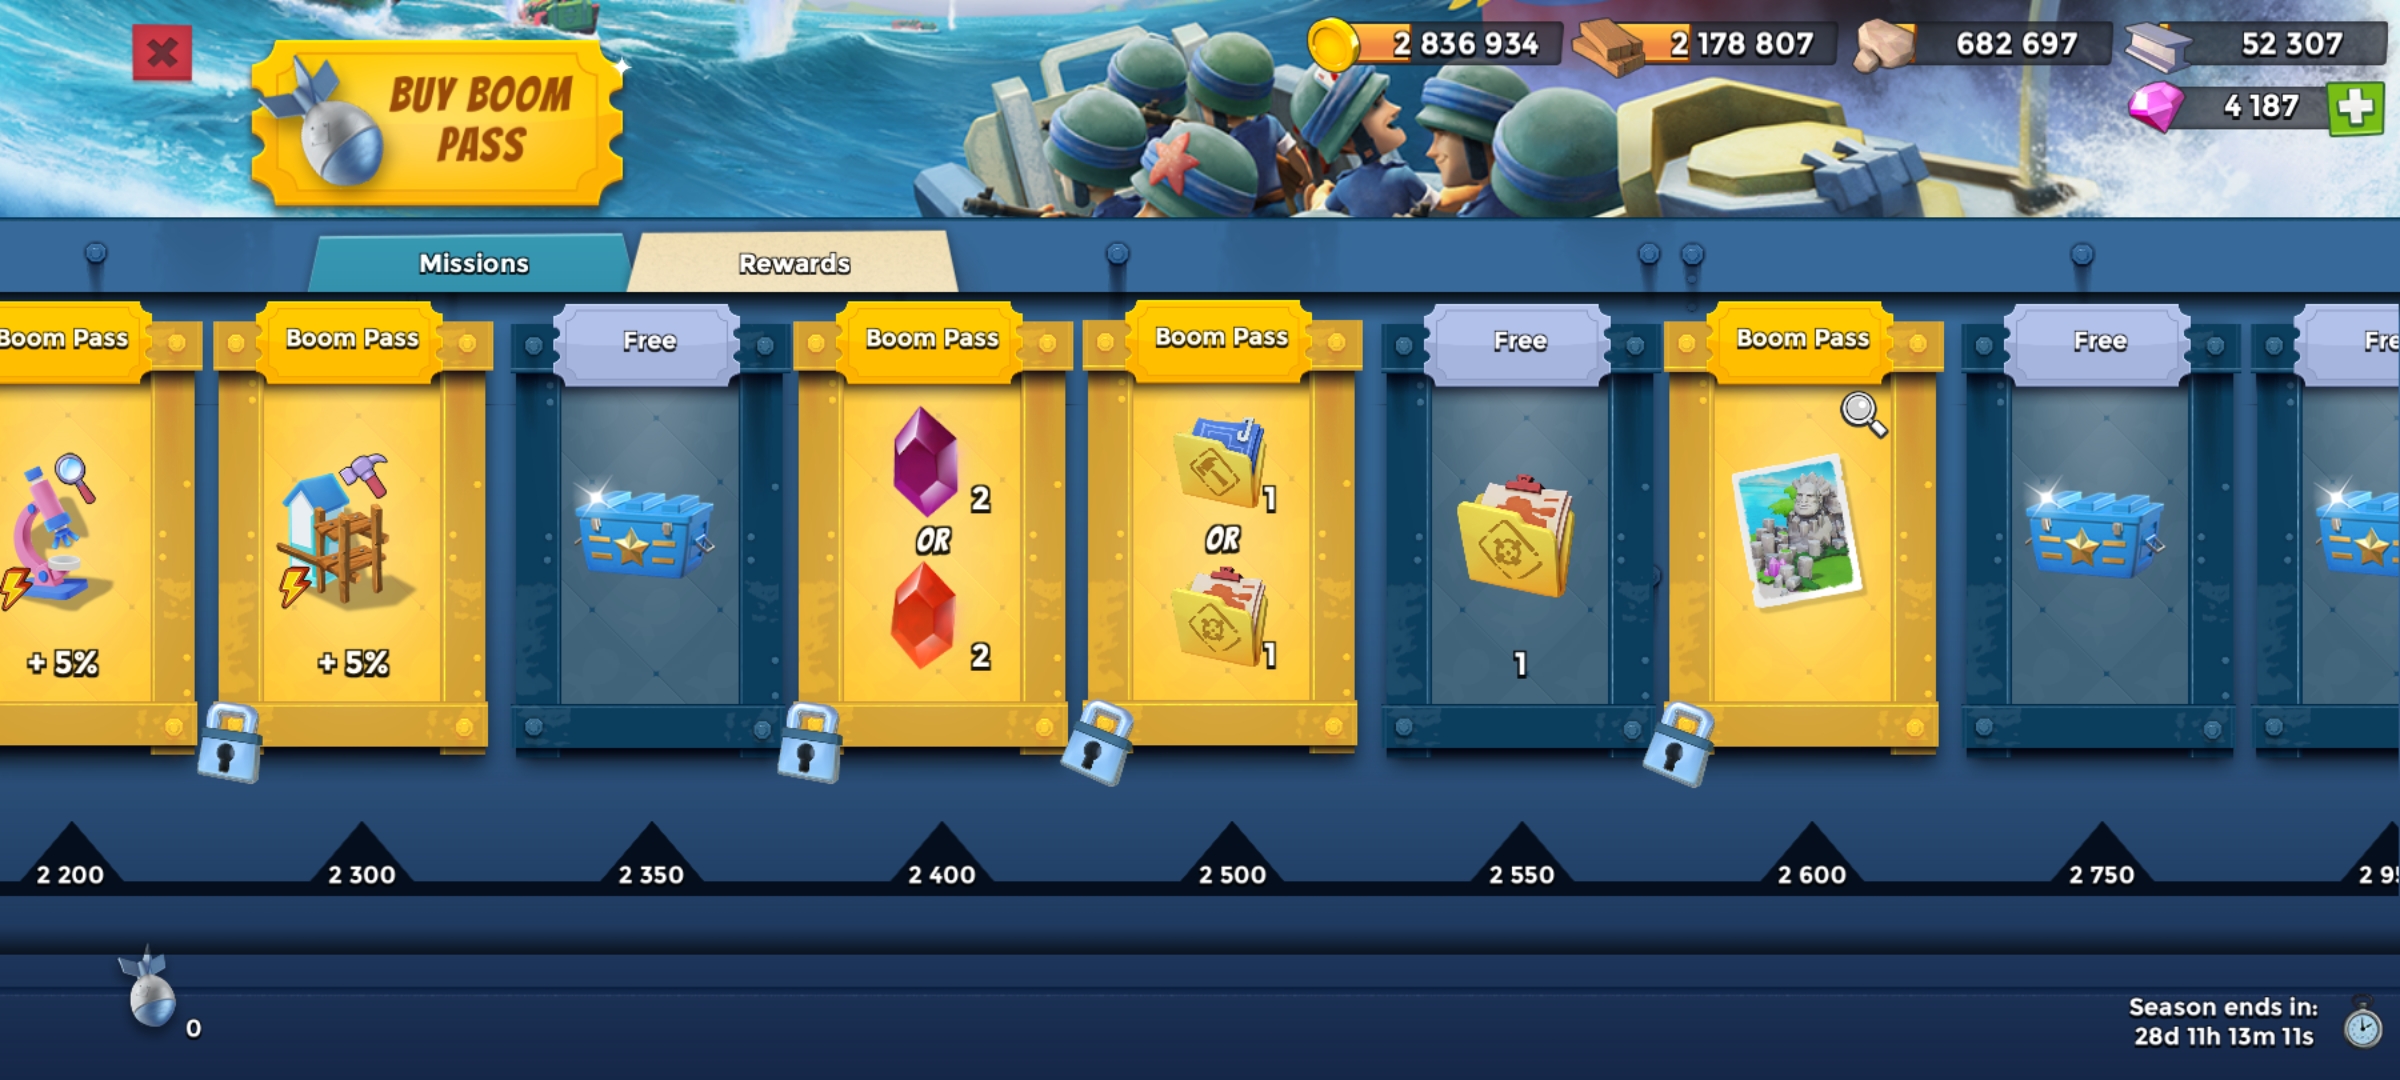 BUY BOOM
PASS
2 836 934
2 178 807
682 697
52 307
4 187
Missions
Rewards
Boom Pass
Boom Pass
Free
Boom Pass
Boom Pass
Free
Boom Pass
Free
+ 5%
+ 5%
2
OR
2
1
OR
1
1
2 200
2 300
2 350
2 400
2 500
2 550
2 600
2 750
0
Season ends in:
28d 11h 13m 11s